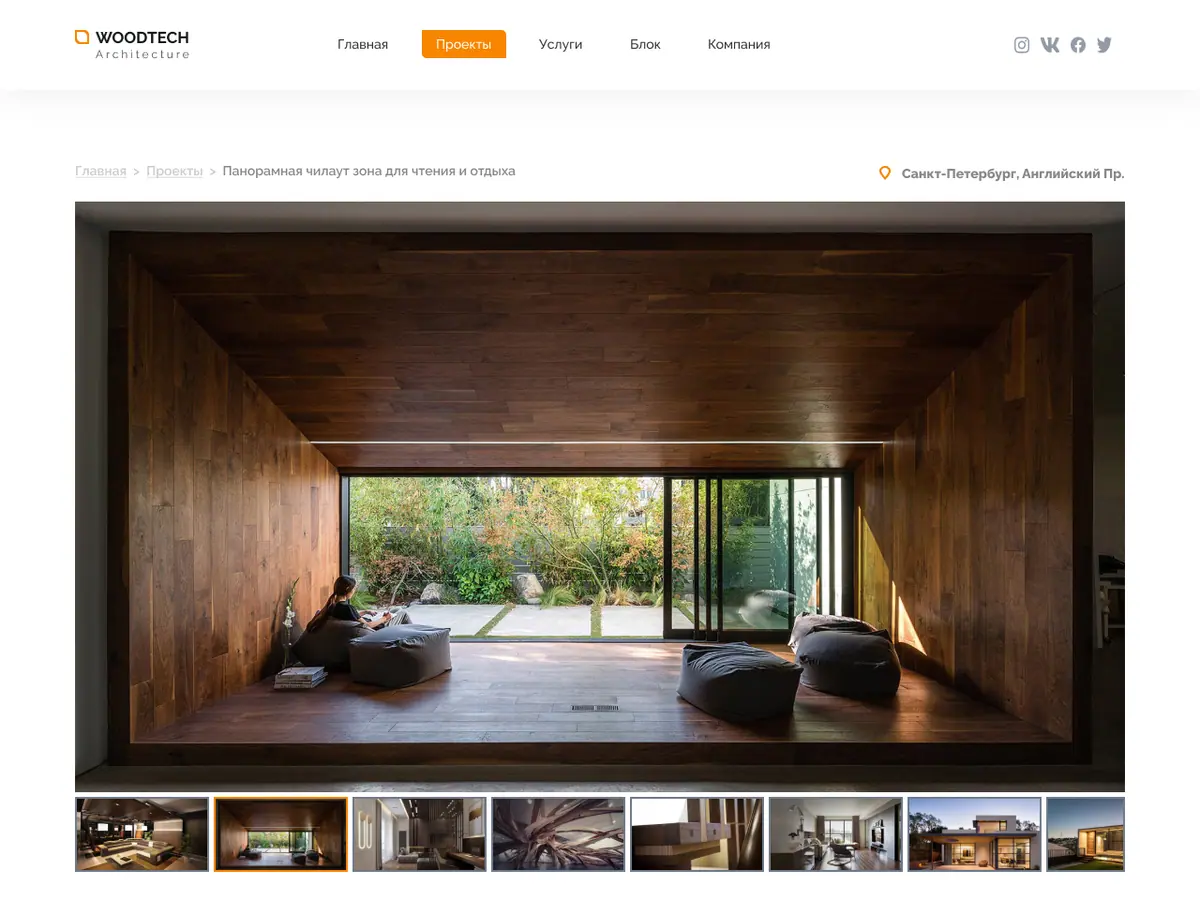 WOODTECH
Architecture
Главная Проекты Услуги Блок Компания
Главная > Проекты > Панорамная чилаут зона для чтения и отдыха
Санкт-Петербург, Английский Пр.